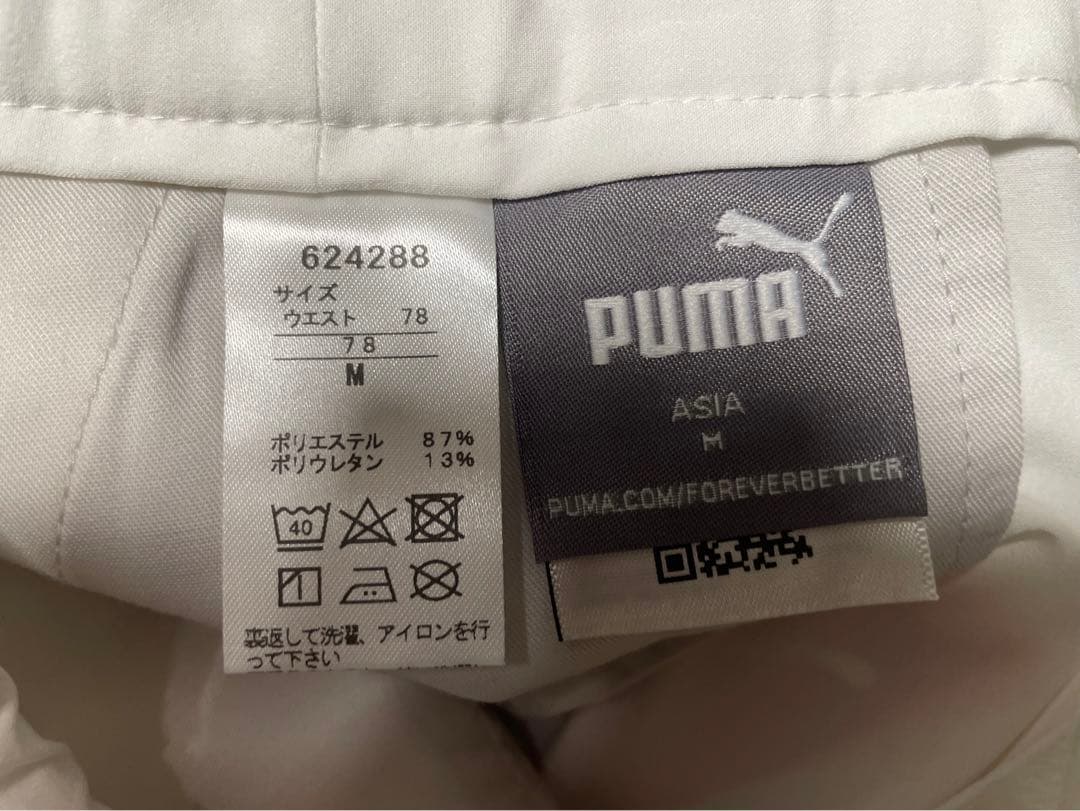 624288
サイズ
ウエスト 78
78
M
ポリエステル 87%
ポリウレタン 13%
40
裏返して洗濯、アイロンを行
って下さい
PUMA
ASIA
M
PUMA.COM/FOREVERBETTER